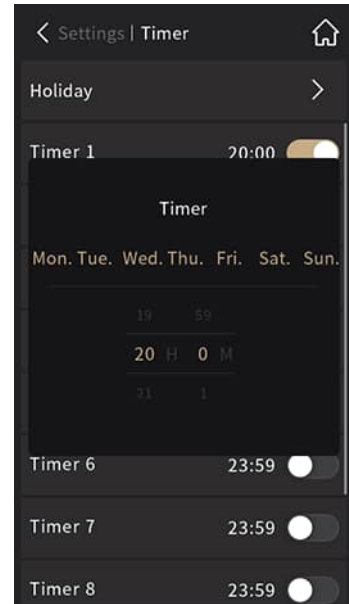 Settings | Timer
Holiday
Timer 1 20:00
Timer
Mon. Tue. Wed. Thu. Fri. Sat. Sun.
19 59
20 H 0 M
21 1
Timer 6 23:59
Timer 7 23:59
Timer 8 23:59